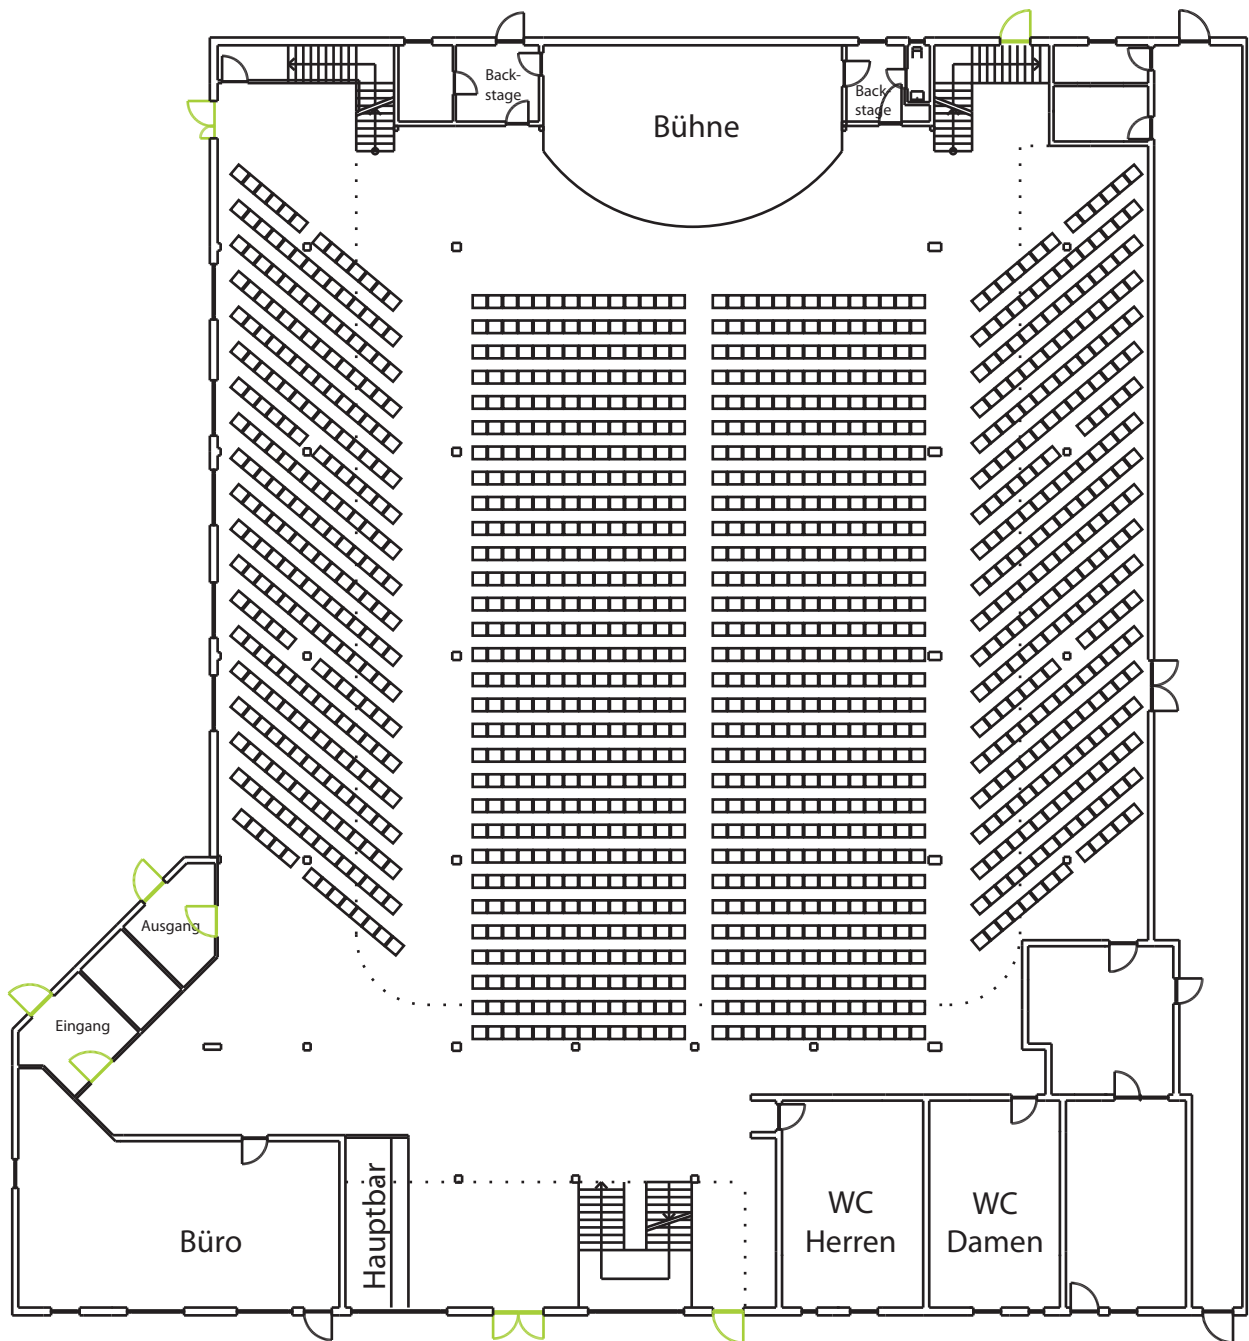 Back-
stage
Bühne
Back-
stage
Ausgang
Eingang
Büro
Hauptbar
WC
Herren
WC
Damen